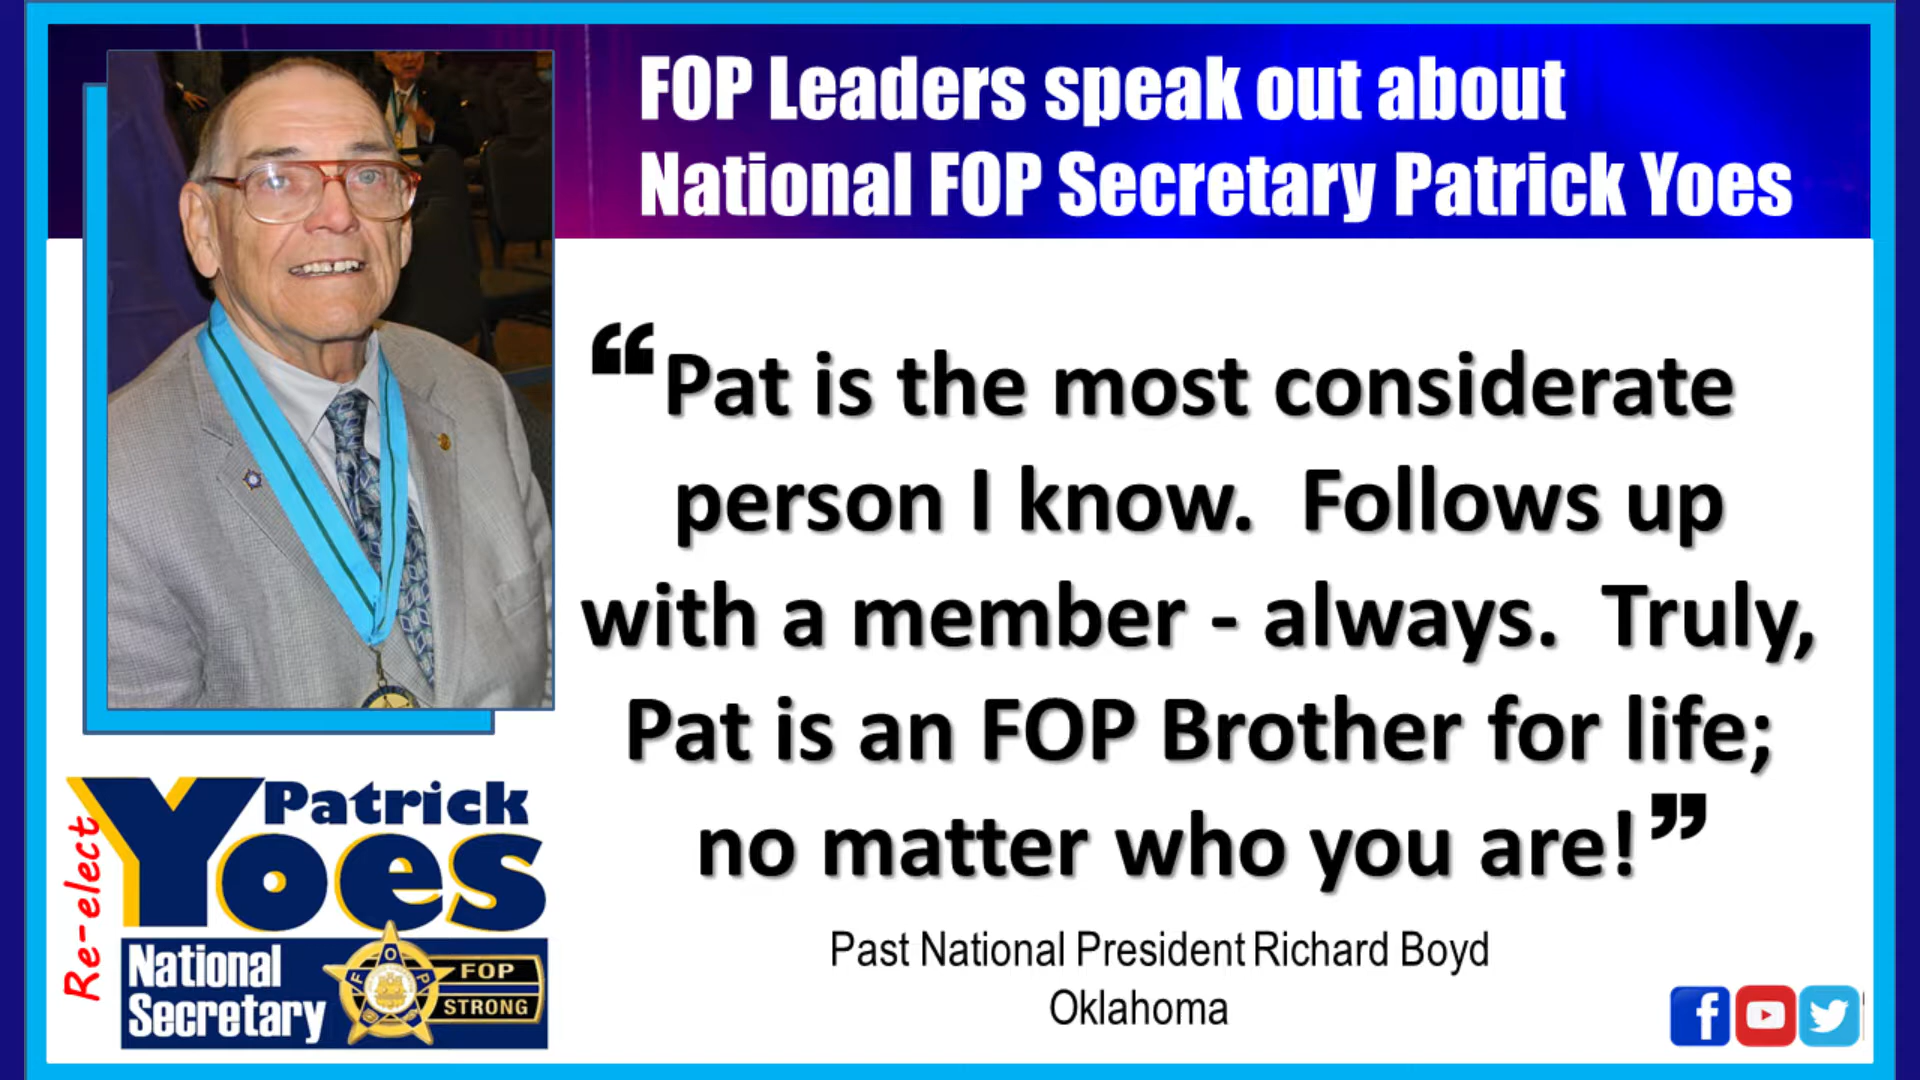 FOP Leaders speak out about
National FOP Secretary Patrick Yoes
“Pat is the most considerate
person I know. Follows up
with a member - always. Truly,
Pat is an FOP Brother for life;
no matter who you are!”
Past National President Richard Boyd
Oklahoma
Re-elect
Patrick
Yoes
National
Secretary
FOP
FOP
STRONG